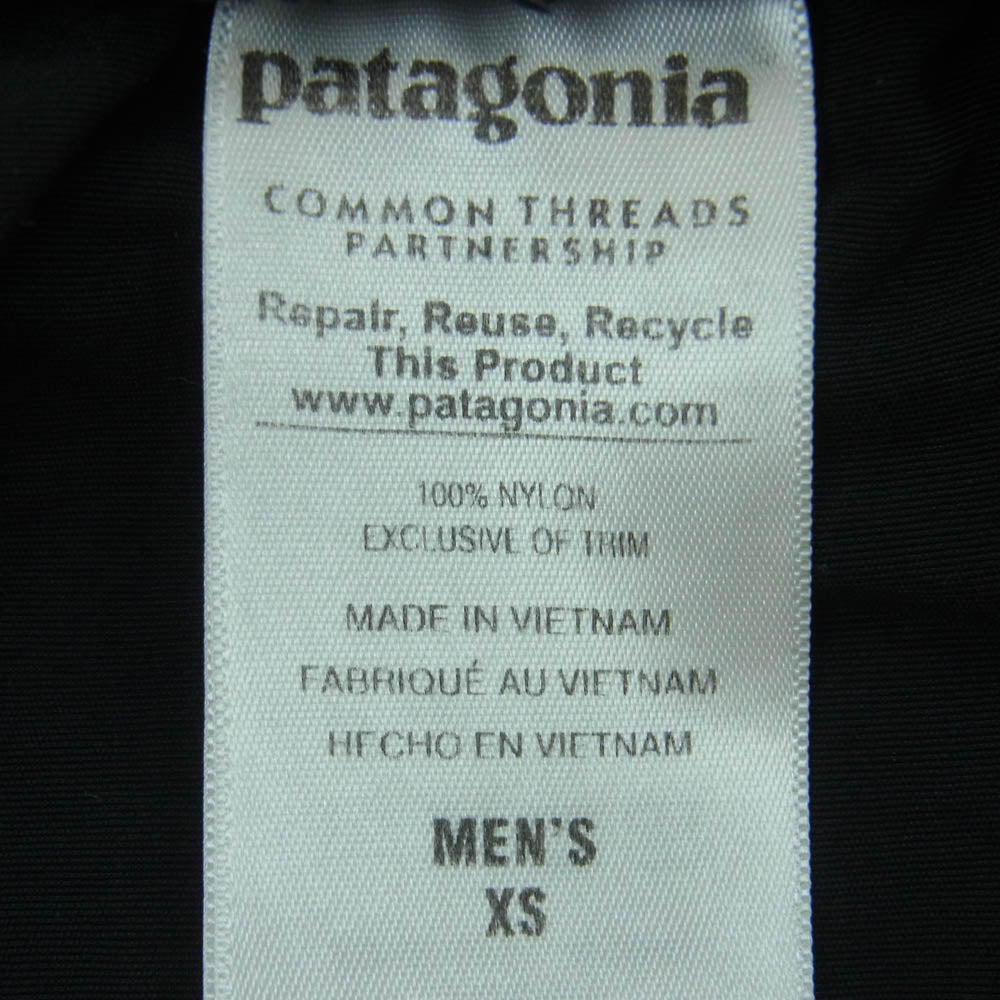 patagonia™
COMMON THREADS
PARTNERSHIP
Repair, Reuse, Recycle
This Product
www.patagonia.com
100% NYLON
EXCLUSIVE OF TRIM
MADE IN VIETNAM
FABRIQUÉ AU VIETNAM
HECHO EN VIETNAM
MEN'S
XS